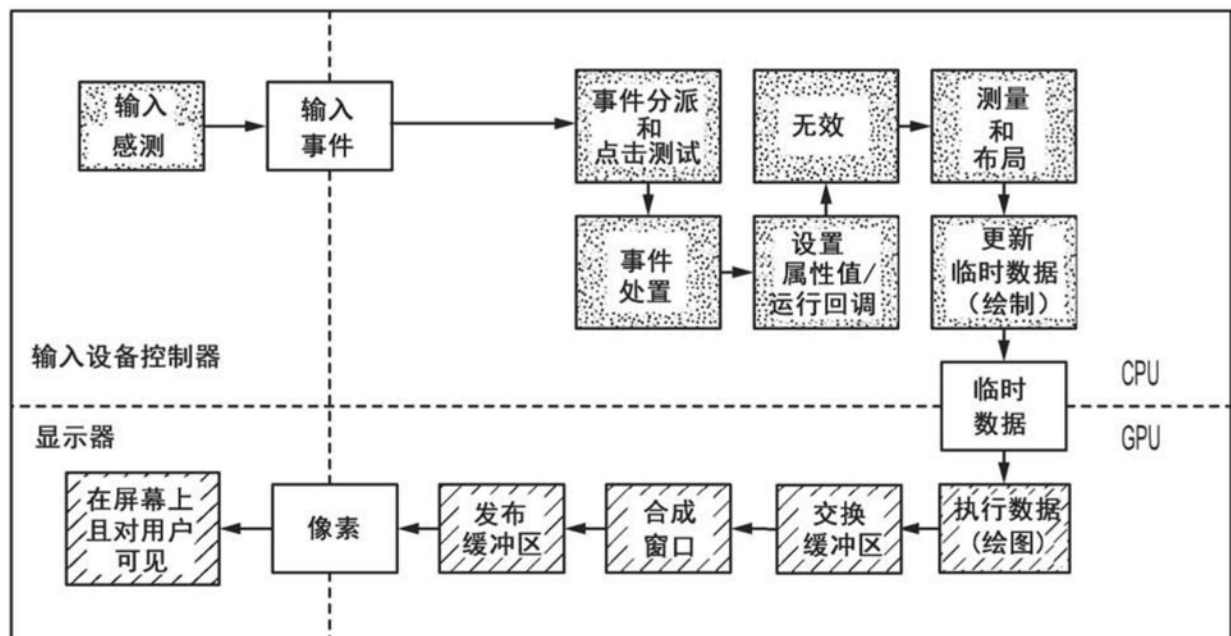 输入
感测
输入
事件
事件分派
和
点击测试
无效
测量
和
布局
事件
处置
设置
属性值/
运行回调
更新
临时数据
（绘制）
输入设备控制器
临时
数据
CPU
显示器
GPU
在屏幕上
且对用户
可见
像素
发布
缓冲区
合成
窗口
交换
缓冲区
执行数据
(绘图)